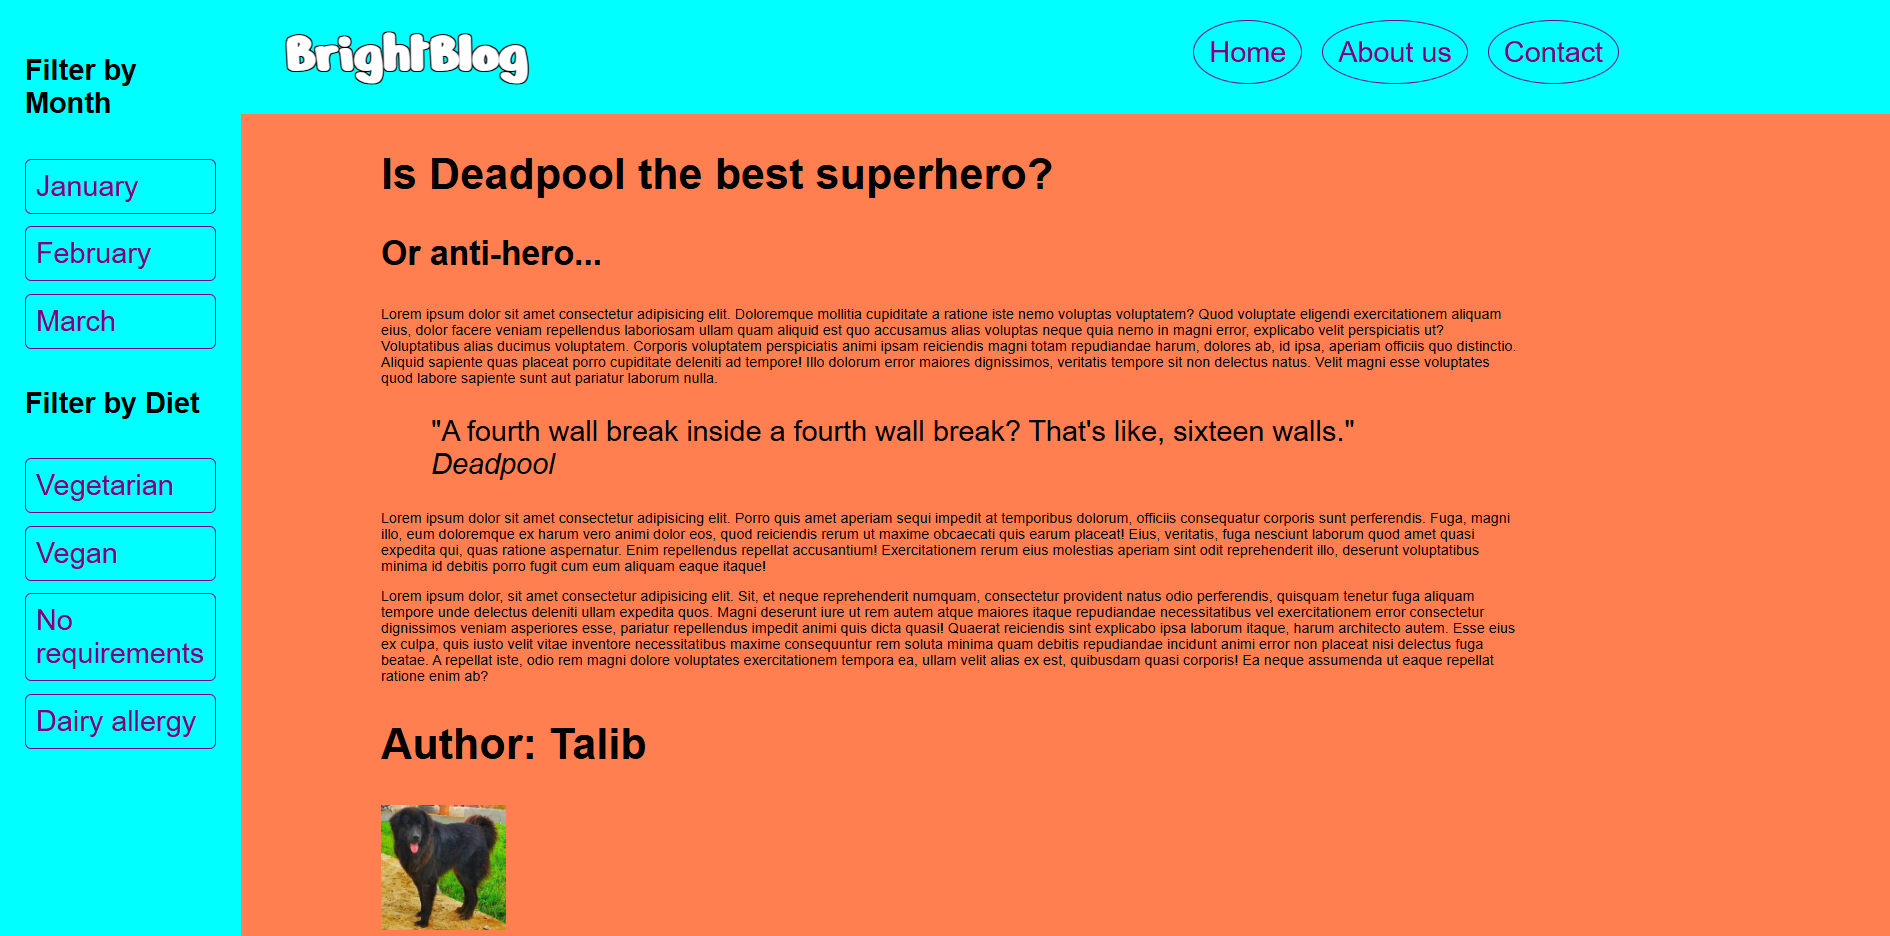 BrightBlog
Home
About us
Contact
Filter by
Month
January
February
March
Filter by Diet
Vegetarian
Vegan
No
requirements
Dairy allergy
Is Deadpool the best superhero?
Or anti-hero...
Lorem ipsum dolor sit amet consectetur adipisicing elit. Doloremque mollitia cupiditate a ratione iste nemo voluptas voluptatem? Quod voluptate eligendi exercitationem aliquam
eius, dolor facere veniam repellendus laboriosam ullam quam aliquid est quo accusamus alias voluptas neque quia nemo in magni error, explicabo velit perspiciatis ut?
Voluptatibus alias ducimus voluptatem. Corporis voluptatem perspiciatis animi ipsam reiciendis magni totam repudiandae harum, dolores ab, id ipsa, aperiam officiis quo distinctio.
Aliquid sapiente quas placeat porro cupiditate deleniti ad tempore! Illo dolorum error maiores dignissimos, veritatis tempore sit non delectus natus. Velit magni esse voluptates
quod labore sapiente sunt aut pariatur laborum nulla.
"A fourth wall break inside a fourth wall break? That's like, sixteen walls."
Deadpool
Lorem ipsum dolor sit amet consectetur adipisicing elit. Porro quis amet aperiam sequi impedit at temporibus dolorum, officiis consequatur corporis sunt perferendis. Fuga, magni
illo, eum doloremque ex harum vero animi dolor eos, quod reiciendis rerum ut maxime obcaecati quis earum placeat! Eius, veritatis, fuga nesciunt laborum quod amet quasi
expedita qui, quas ratione aspernatur. Enim repellendus repellat accusantium! Exercitationem rerum eius molestias aperiam sint odit reprehenderit illo, deserunt voluptatibus
minima id debitis porro fugit cum eum aliquam eaque itaque!
Lorem ipsum dolor, sit amet consectetur adipisicing elit. Sit, et neque reprehenderit numquam, consectetur provident natus odio perferendis, quisquam tenetur fuga aliquam
tempore unde delectus deleniti ullam expedita quos. Magni deserunt iure ut rem autem atque maiores itaque repudiandae necessitatibus vel exercitationem error consectetur
dignissimos veniam asperiores esse, pariatur repellendus impedit animi quis dicta quasi! Quaerat reiciendis sint explicabo ipsa laborum itaque, harum architecto autem. Esse eius
ex culpa, quis iusto velit vitae inventore necessitatibus maxime consequuntur rem soluta minima quam debitis repudiandae incidunt animi error non placeat nisi delectus fuga
beatae. A repellat iste, odio rem magni dolore voluptates exercitationem tempora ea, ullam velit alias ex est, quibusdam quasi corporis! Ea neque assumenda ut eaque repellat
ratione enim ab?
Author: Talib